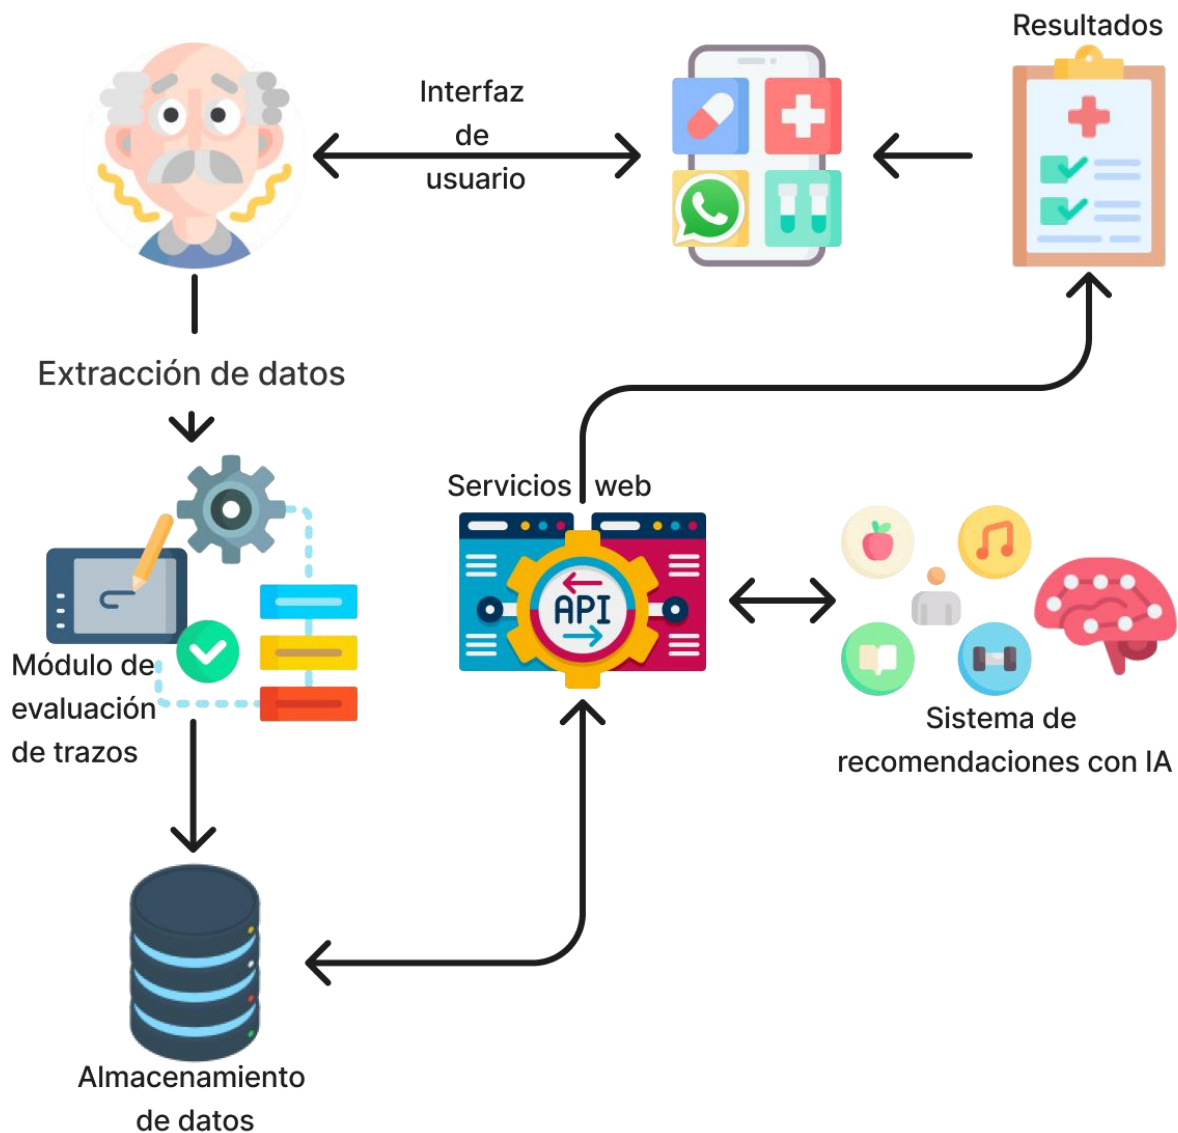 Resultados
Interfaz
de
usuario
Extracción de datos
Servicios web
API
Módulo de
evaluación
de trazos
Sistema de
recomendaciones con IA
Almacenamiento
de datos